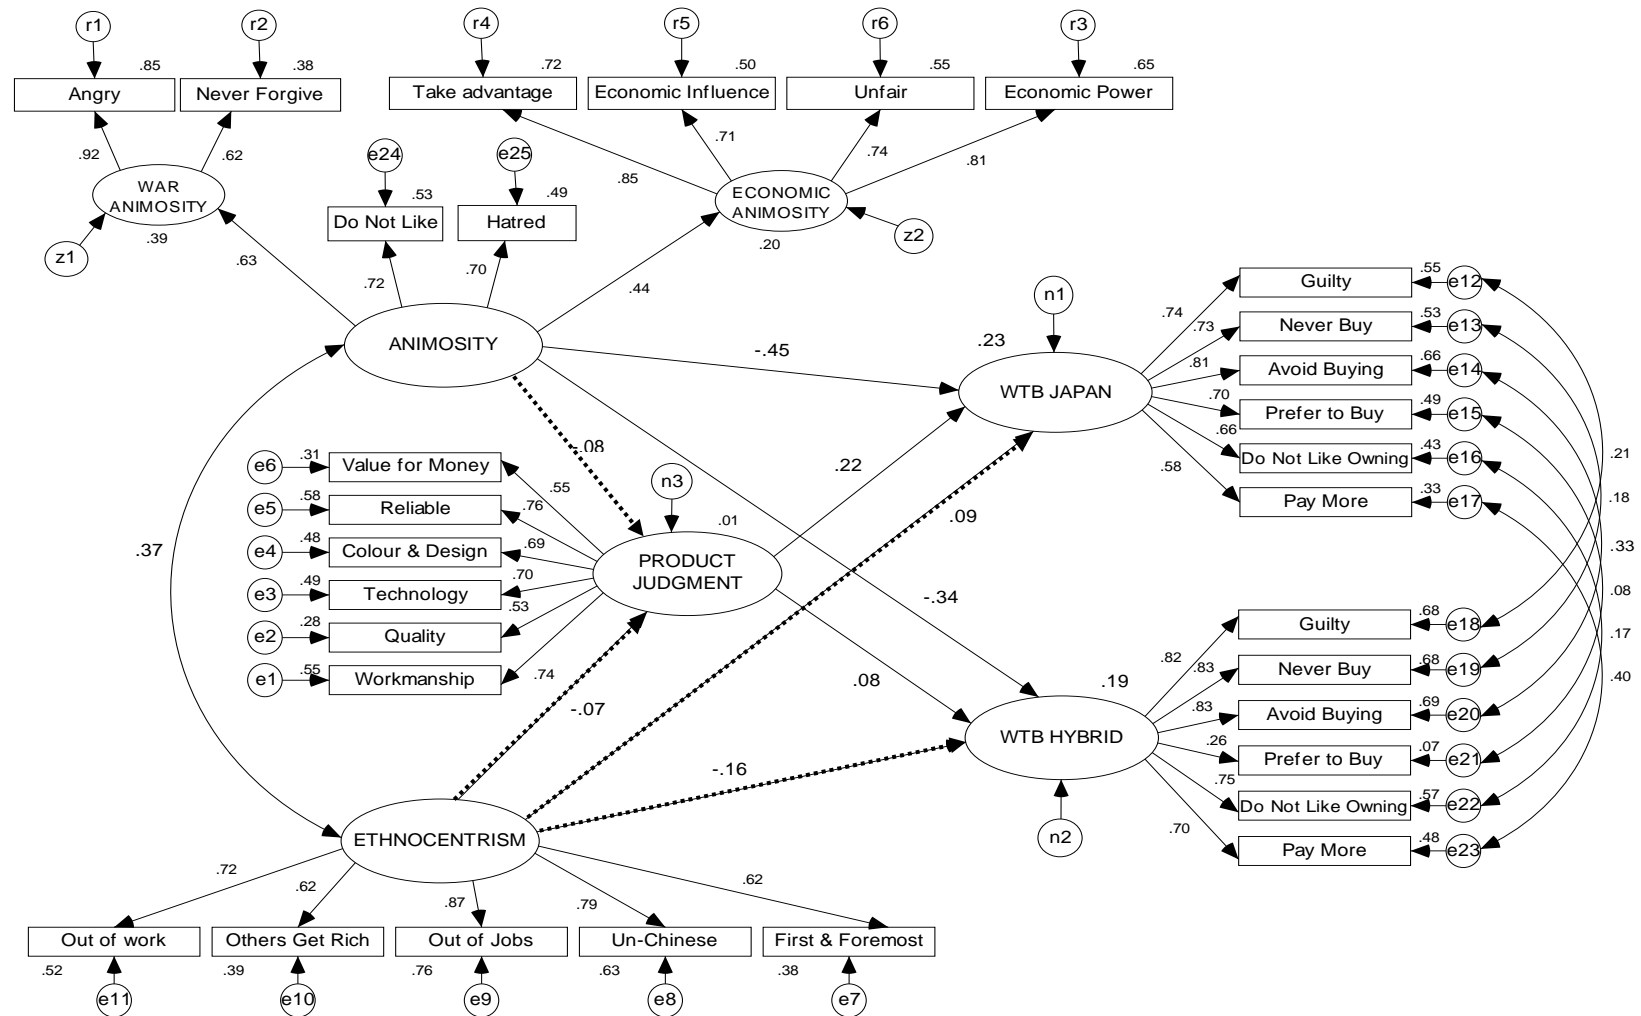 r1
r2
r4
r5
r6
r3
.85
.38
.72
.50
.55
.65
Angry
Never Forgive
Take advantage
Economic Influence
Unfair
Economic Power
.92
.62
e24
e25
.71
.74
.81
.85
WAR
ANIMOSITY
.53
.49
ECONOMIC
ANIMOSITY
Do Not Like
Hatred
z1
.39
.20
z2
.63
.72
.70
.44
n1
ANIMOSITY
-.45
.23
WTB JAPAN
.74
.73
.81
.70
.66
.58
Guilty
.55
e12
Never Buy
.53
e13
Avoid Buying
.66
e14
Prefer to Buy
.49
e15
Do Not Like Owning
.43
e16
Pay More
.33
e17
.21
.18
.33
.08
.17
.40
-.08
e6
.31
Value for Money
.55
e5
.58
Reliable
.76
e4
.48
Colour & Design
.69
e3
.49
Technology
.70
e2
.28
Quality
.53
e1
.55
Workmanship
.74
n3
.01
PRODUCT
JUDGMENT
.22
.09
-.34
.08
.37
-.07
-.16
.19
WTB HYBRID
n2
.82
.83
.83
.26
.75
.70
Guilty
.68
e18
Never Buy
.68
e19
Avoid Buying
.69
e20
Prefer to Buy
.07
e21
Do Not Like Owning
.57
e22
Pay More
.48
e23
ETHNOCENTRISM
.72
.62
.87
.79
.62
Out of work
Others Get Rich
Out of Jobs
Un-Chinese
First & Foremost
.52
.39
.76
.63
.38
e11
e10
e9
e8
e7